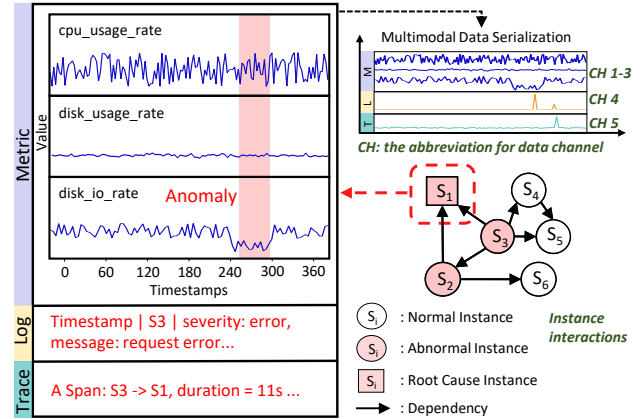 Metric
Value
cpu_usage_rate
disk_usage_rate
disk_io_rate
Anomaly
0 60 120 180 240 300 360
Timestamps
Log
Timestamp | S3 | severity: error,
message: request error...
Trace
A Span: S3 -> S1, duration = 11s ...
Multimodal Data Serialization
M
L
T
CH 1-3
CH 4
CH 5
CH: the abbreviation for data channel
S1
S4
S3
S5
S2
S6
Si : Normal Instance
Si : Abnormal Instance
Si : Root Cause Instance
: Dependency
Instance
interactions